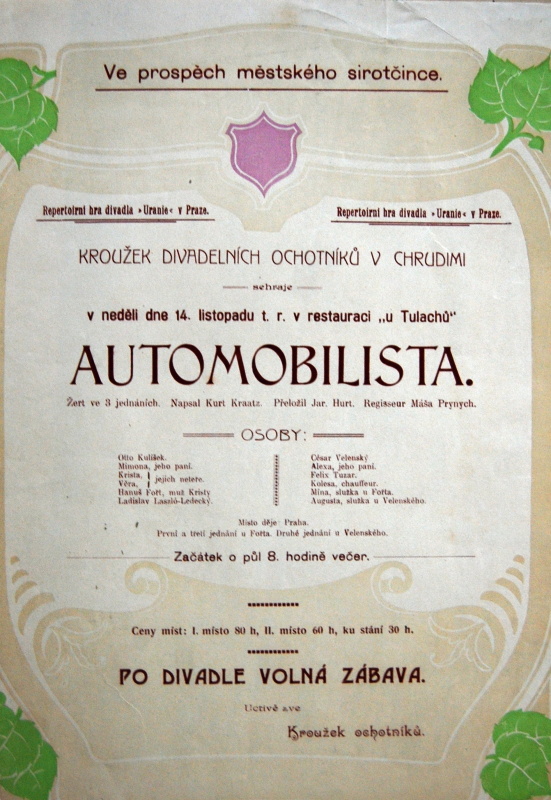 Ve prospěch městského sirotčince.
Repertoirní hra divadla »Uranie« v Praze.
Repertoirní hra divadla »Uranie« v Praze.
KROUŽEK DIVADELNÍCH OCHOTNÍKŮ V CHRUDIMI
sehraje
v neděli dne 14. listopadu t. r. v restauraci „u Tulachů“
AUTOMOBILISTA.
Žert ve 3 jednáních. Napsal Kurt Kraatz. Přeložil Jar. Hurt. Regisseur Máša Prynych.
OSOBY:
Otto Kulíšek.
Mimona, jeho paní.
Krista,
Věra,
jejich neteře.
Hanuš Fořt, muž Kristy
Ladislav Laszló-Ledecký.
César Velenský
Alexa, jeho paní.
Felix Tuzar.
Kolesa, chauffeur.
Mína, služka u Fořta.
Augusta, služka u Velenského.
Místo děje: Praha.
První a třetí jednání u Fořta. Druhé jednání u Velenského.
Začátek o půl 8. hodině večer.
Ceny míst: I. místo 80 h, II. místo 60 h, ku stání 30 h.
PO DIVADLE VOLNÁ ZÁBAVA.
Uctivě zve
Kroužek ochotníků.